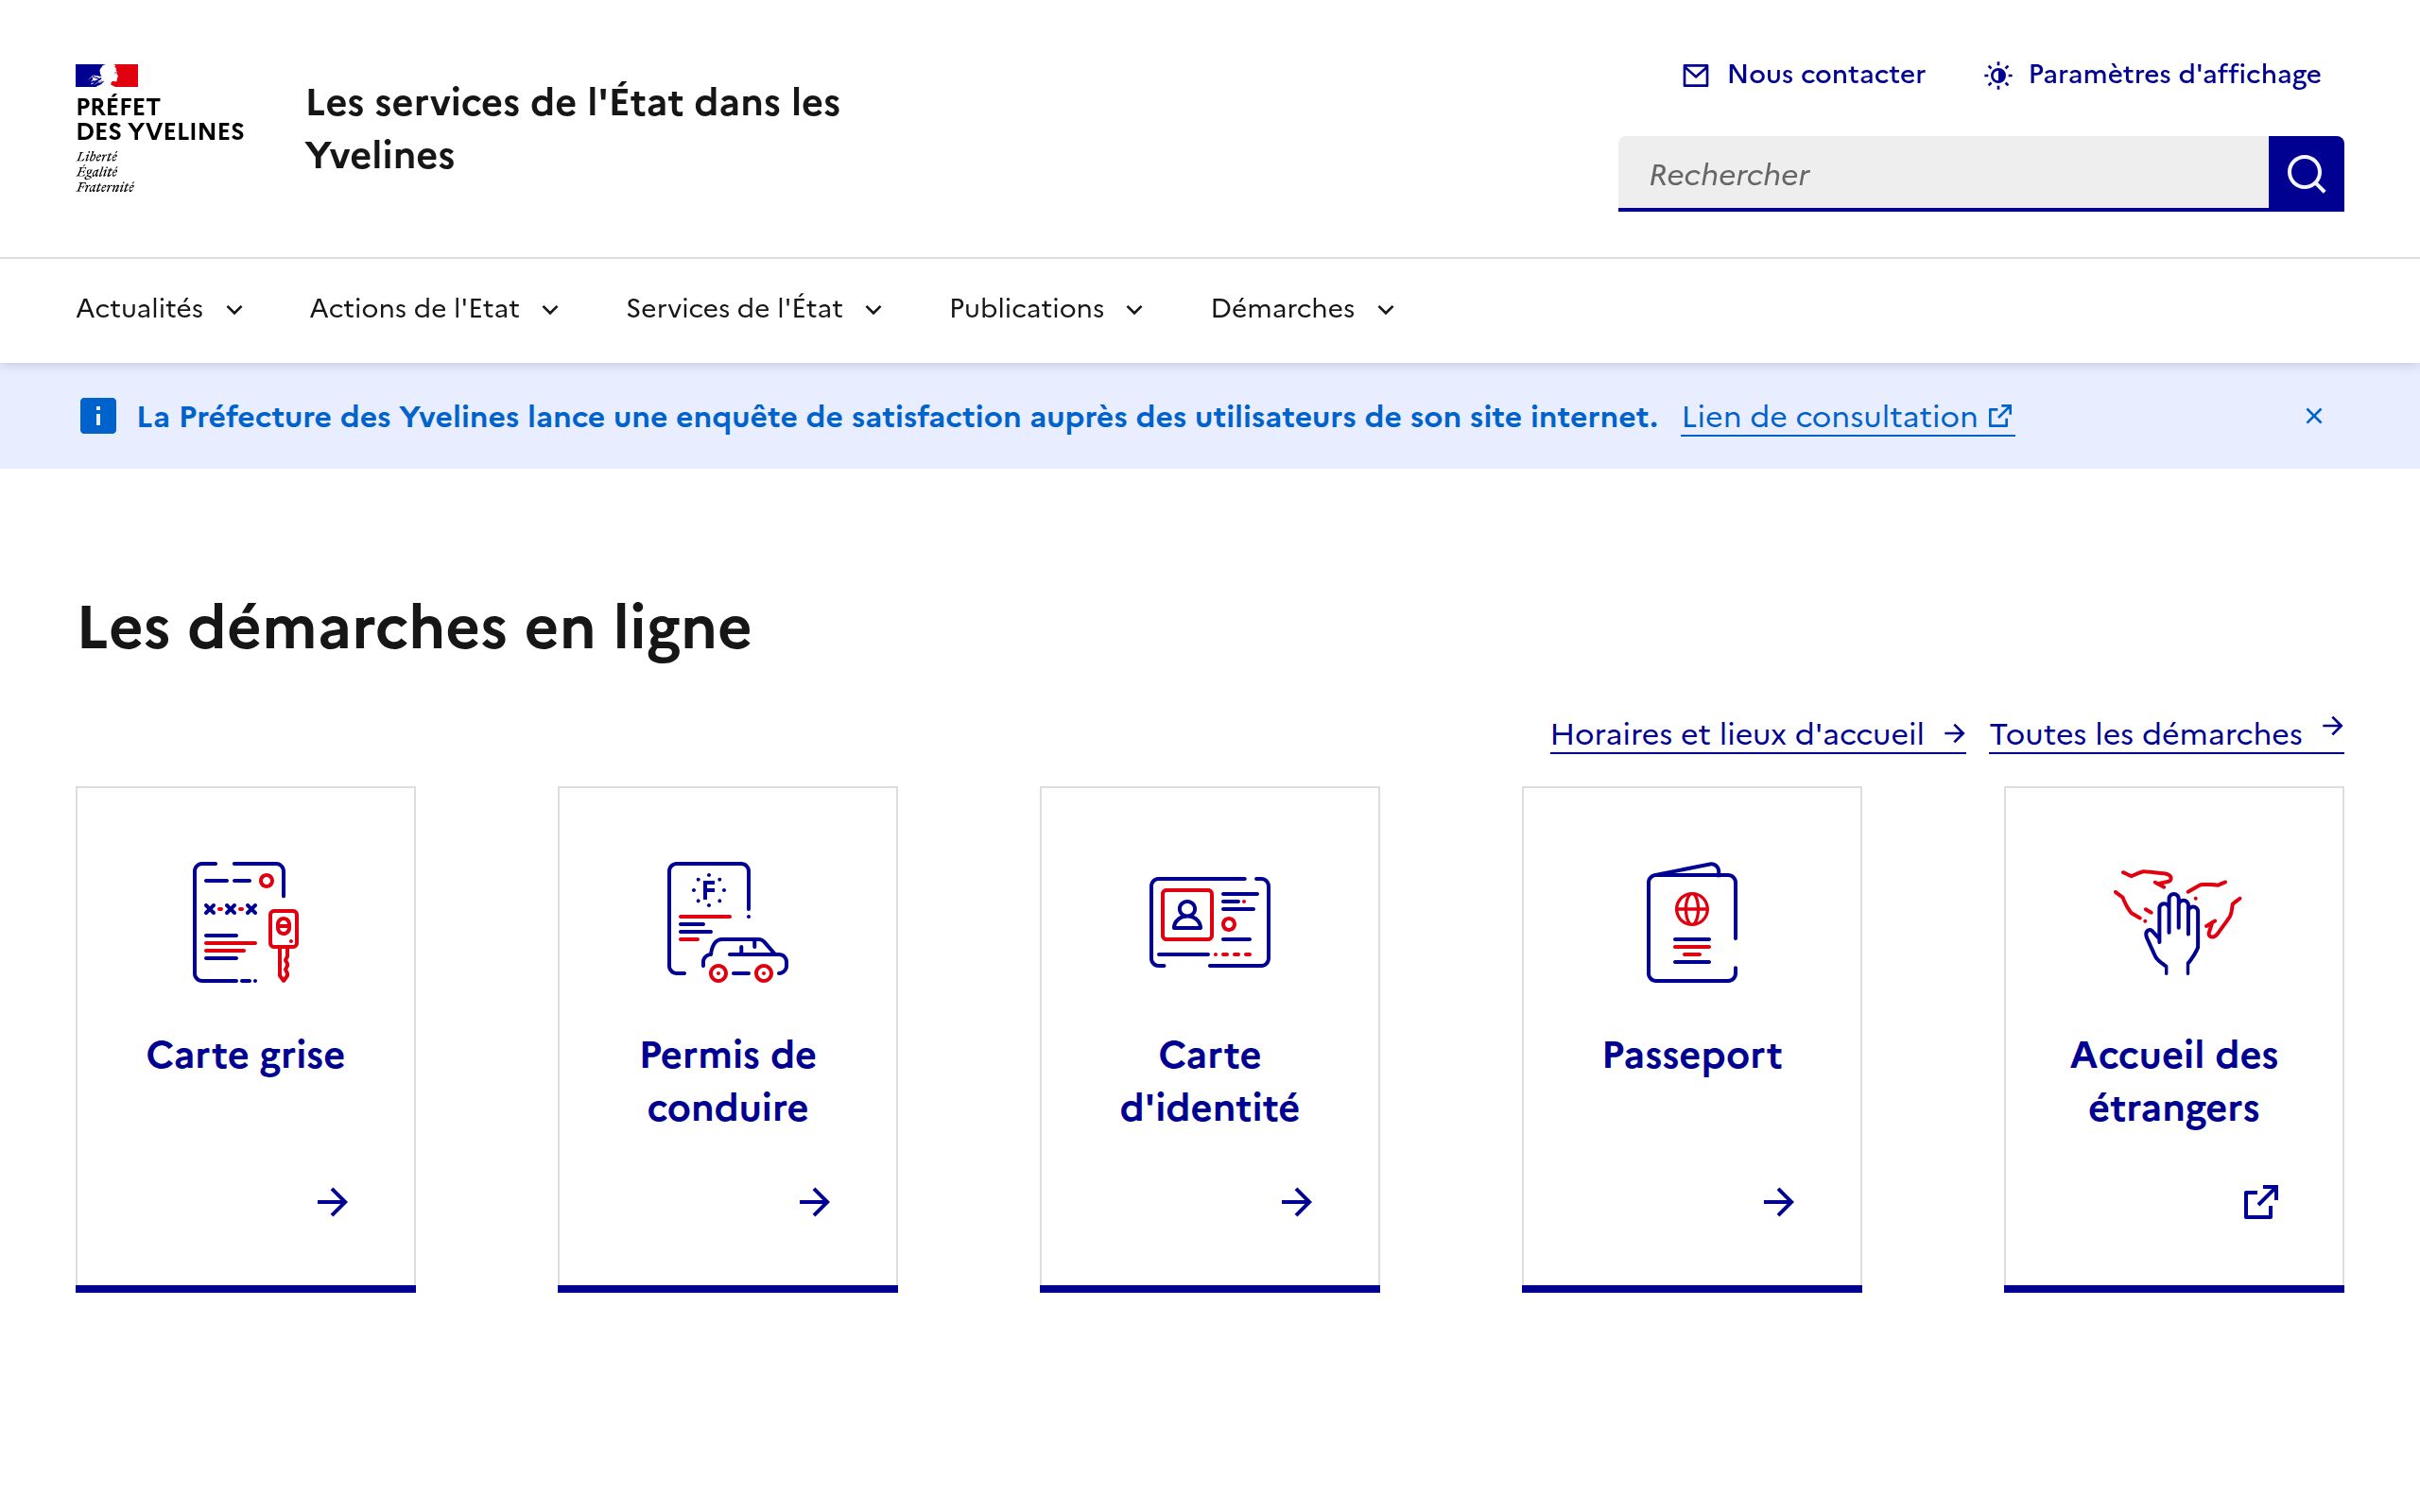 PRÉFET
DES YVELINES
Liberté
Égalité
Fraternité
Les services de l'État dans les
Yvelines
Nous contacter
Paramètres d'affichage
Rechercher
Actualités
Actions de l'Etat
Services de l'État
Publications
Démarches
La Préfecture des Yvelines lance une enquête de satisfaction auprès des utilisateurs de son site internet. Lien de consultation
Les démarches en ligne
Horaires et lieux d'accueil
Toutes les démarches
F
Carte grise
Permis de
conduire
Carte
d'identité
Passeport
Accueil des
étrangers